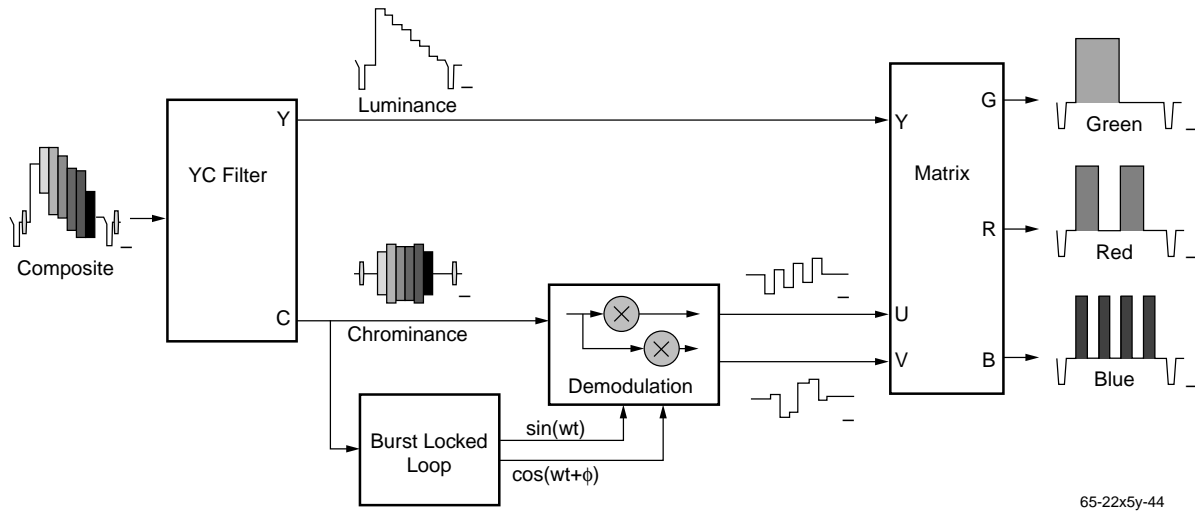 Luminance
Y
YC Filter
C
Composite
Chrominance
Demodulation
Burst Locked
Loop
sin(wt)
cos(wt+ϕ)
Y
Matrix
U
V
G
R
B
Green
Red
Blue
65-22x5y-44